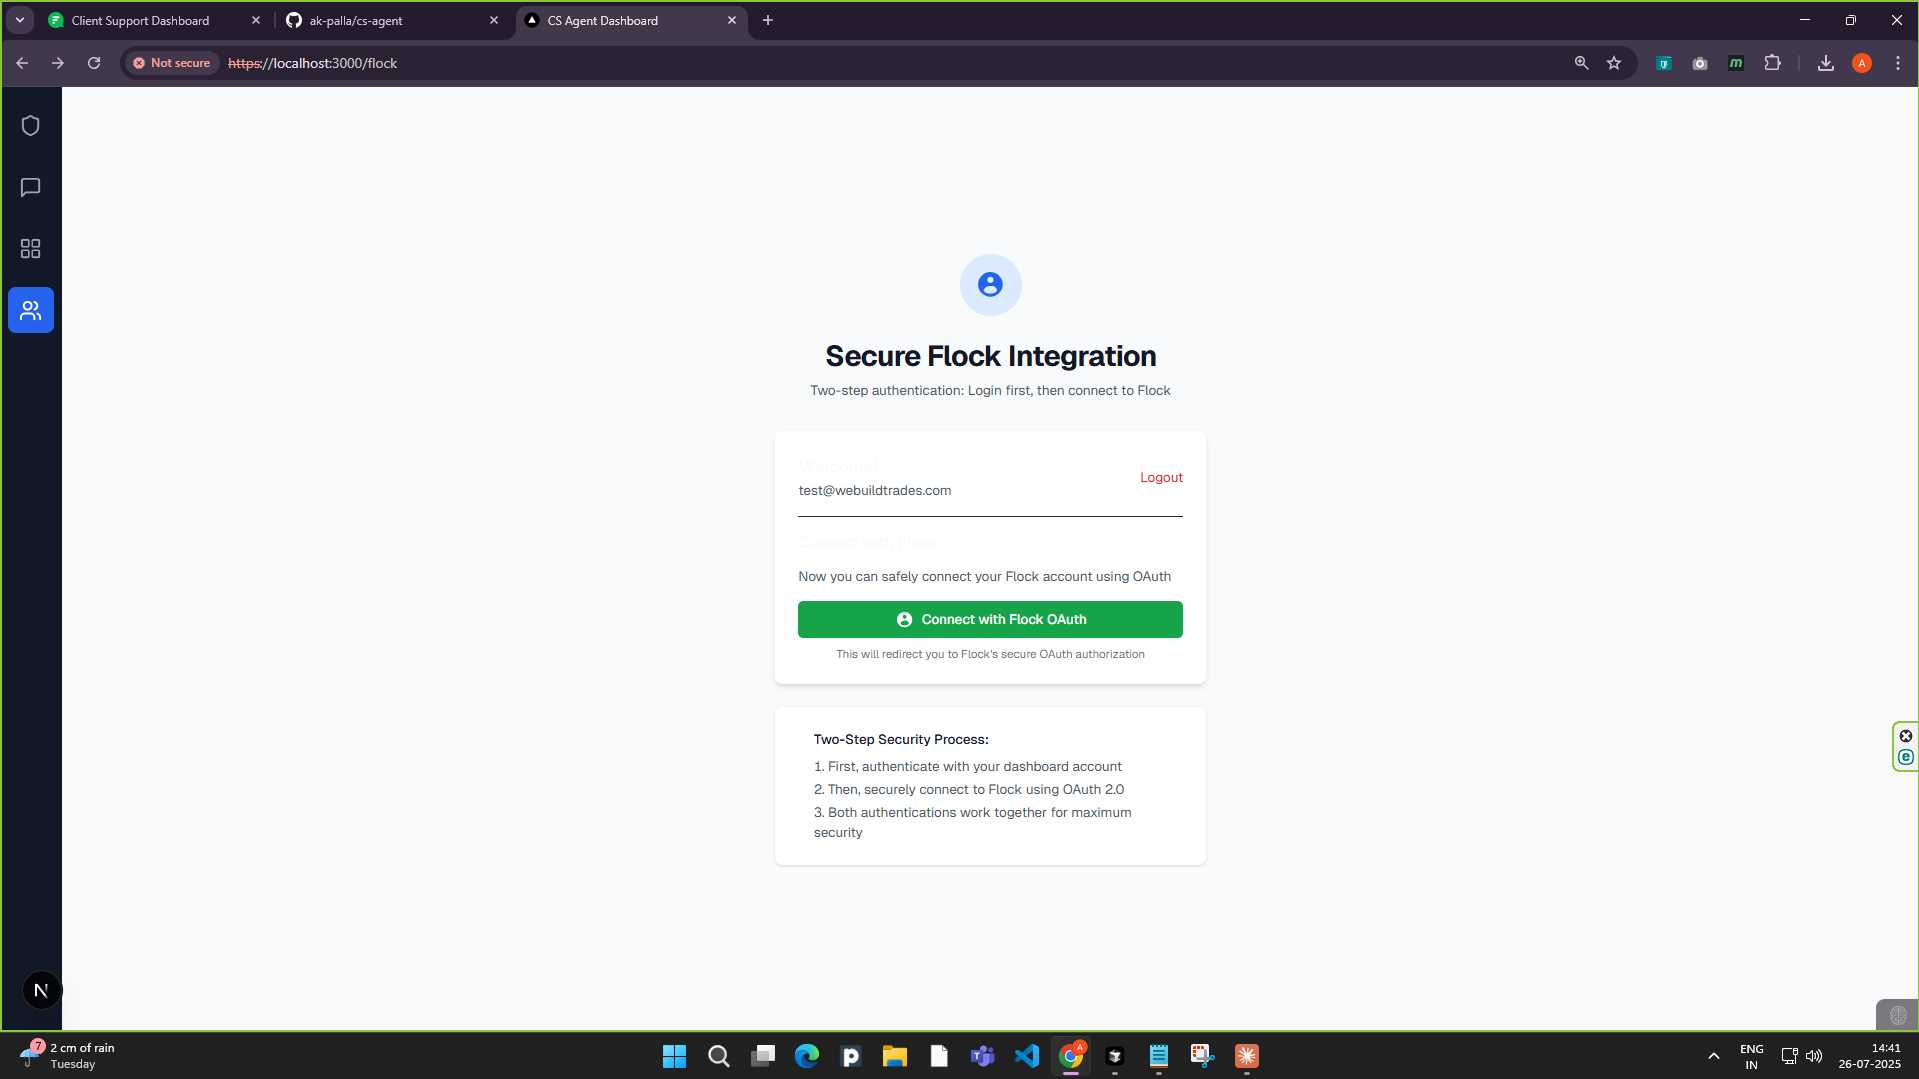 Client Support Dashboard
ak-palla/cs-agent
CS Agent Dashboard
Not secure
https://localhost:3000/flock
A
Secure Flock Integration
Two-step authentication: Login first, then connect to Flock
Welcome!
Logout
test@webuildtrades.com
Connect with Flock
Now you can safely connect your Flock account using OAuth
Connect with Flock OAuth
This will redirect you to Flock's secure OAuth authorization
Two-Step Security Process:
1. First, authenticate with your dashboard account
2. Then, securely connect to Flock using OAuth 2.0
3. Both authentications work together for maximum
security
N
7
2 cm of rain
Tuesday
A
ENG
IN
14:41
26-07-2025